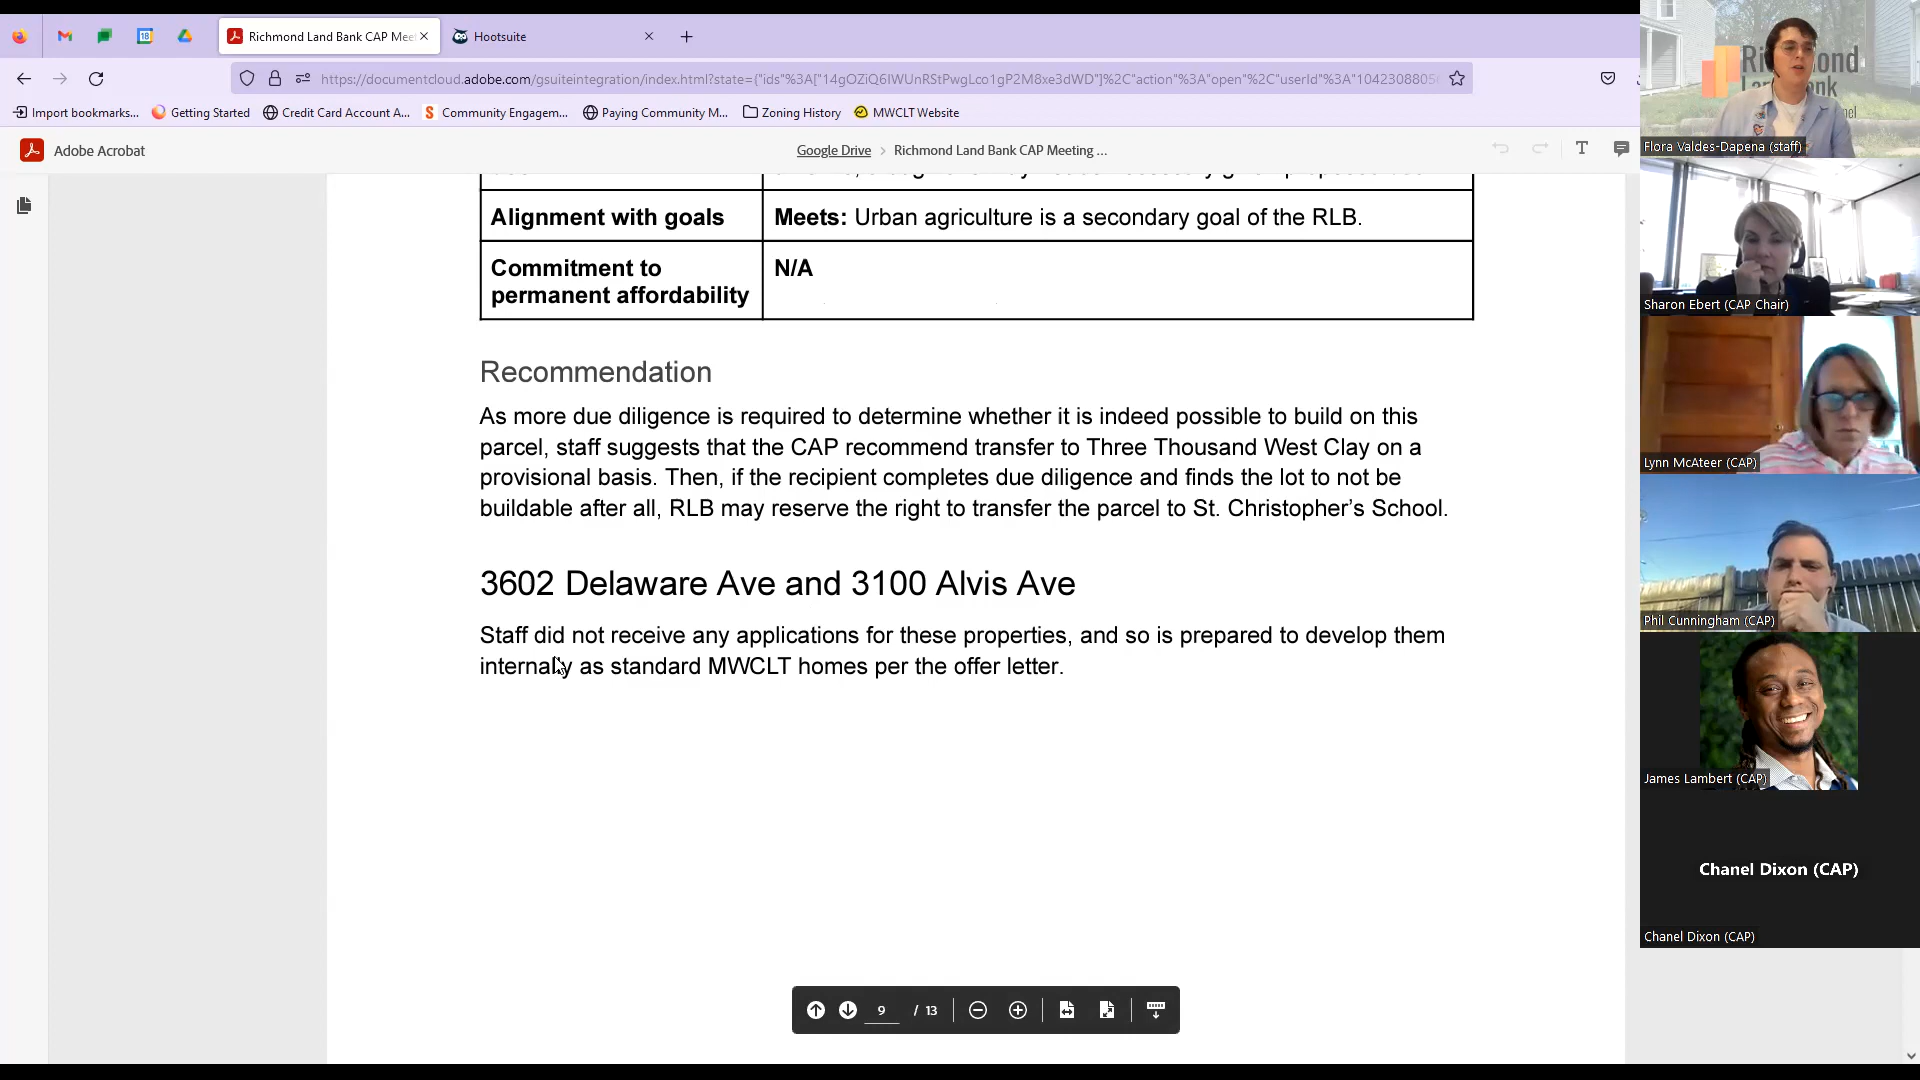 Richmond Land Bank CAP Mee
Hootsuite
https://documentcloud.adobe.com/gsuiteintegration/index.html?state={"ids"%3A["14gOZiQ6IWUnRStPwgLco1gP2M8xe3dWD"]%2C"action"%3A"open"%2C"userId"%3A"10423088056
Import bookmarks...
Getting Started
Credit Card Account A...
Community Engagem...
Paying Community M...
Zoning History
MWCLT Website
Adobe Acrobat
Google Drive > Richmond Land Bank CAP Meeting ...
Alignment with goals
Meets: Urban agriculture is a secondary goal of the RLB.
Commitment to
permanent affordability
N/A
Recommendation
As more due diligence is required to determine whether it is indeed possible to build on this
parcel, staff suggests that the CAP recommend transfer to Three Thousand West Clay on a
provisional basis. Then, if the recipient completes due diligence and finds the lot to not be
buildable after all, RLB may reserve the right to transfer the parcel to St. Christopher's School.
3602 Delaware Ave and 3100 Alvis Ave
Staff did not receive any applications for these properties, and so is prepared to develop them
internally as standard MWCLT homes per the offer letter.
9 / 13
Richmond
Land Bank
Flora Valdes-Dapena (staff)
Sharon Ebert (CAP Chair)
Lynn McAteer (CAP)
Phil Cunningham (CAP)
James Lambert (CAP)
Chanel Dixon (CAP)
Chanel Dixon (CAP)